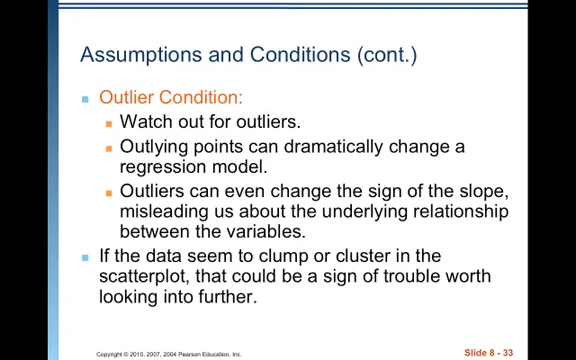 Assumptions and Conditions (cont.)
Outlier Condition:
Watch out for outliers.
Outlying points can dramatically change a
regression model.
Outliers can even change the sign of the slope,
misleading us about the underlying relationship
between the variables.
If the data seem to clump or cluster in the
scatterplot, that could be a sign of trouble worth
looking into further.
Copyright © 2010, 2007, 2004 Pearson Education, Inc.
Slide 8 - 33